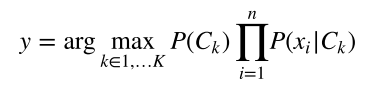 y = arg max_{k∈1,…K} P(C_k) ∏_{i=1}^{n} P(x_i|C_k)